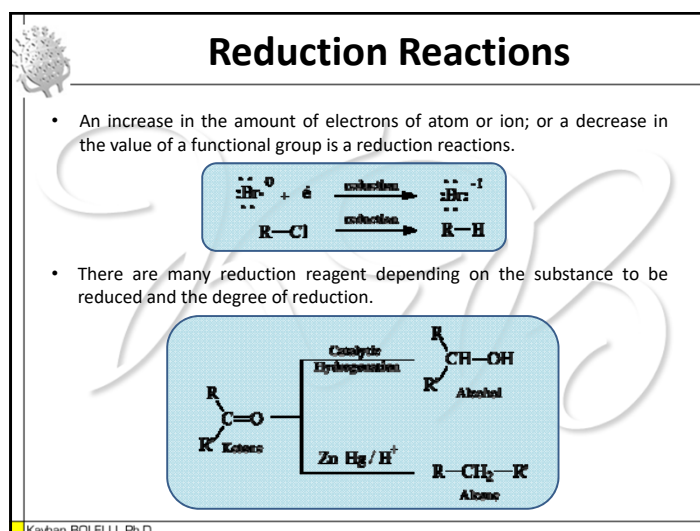 Reduction Reactions
• An increase in the amount of electrons of atom or ion; or a decrease in
the value of a functional group is a reduction reactions.
:Br· 0 + é reduction :Br: -1
R—Cl reduction R—H
• There are many reduction reagent depending on the substance to be
reduced and the degree of reduction.
R
Catalytic
CH—OH
Hydrogenation
R'
Alcohol
R
C=O
R' Ketone
Zn Hg / H+
R—CH2—R'
Alcane
Kayhan BOLELLI, Ph.D.